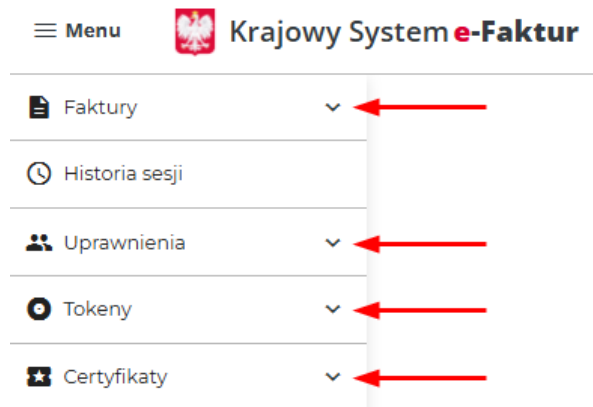 Menu Krajowy System e-Faktur
Faktury
Historia sesji
Uprawnienia
Tokeny
Certyfikaty